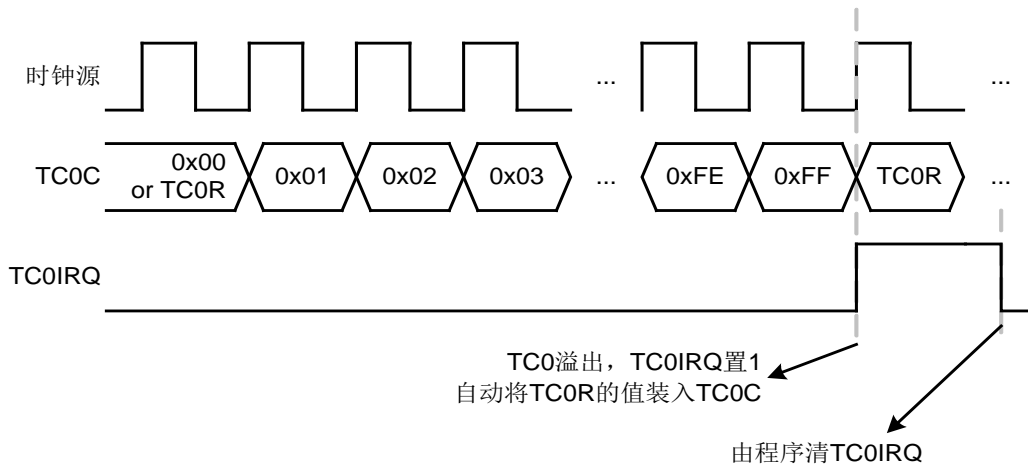 时钟源
...
...
TC0C
0x00
or TC0R
0x01
0x02
0x03
...
0xFE
0xFF
TC0R
...
TC0IRQ
TC0溢出，TC0IRQ置1
自动将TC0R的值装入TC0C
由程序清TC0IRQ